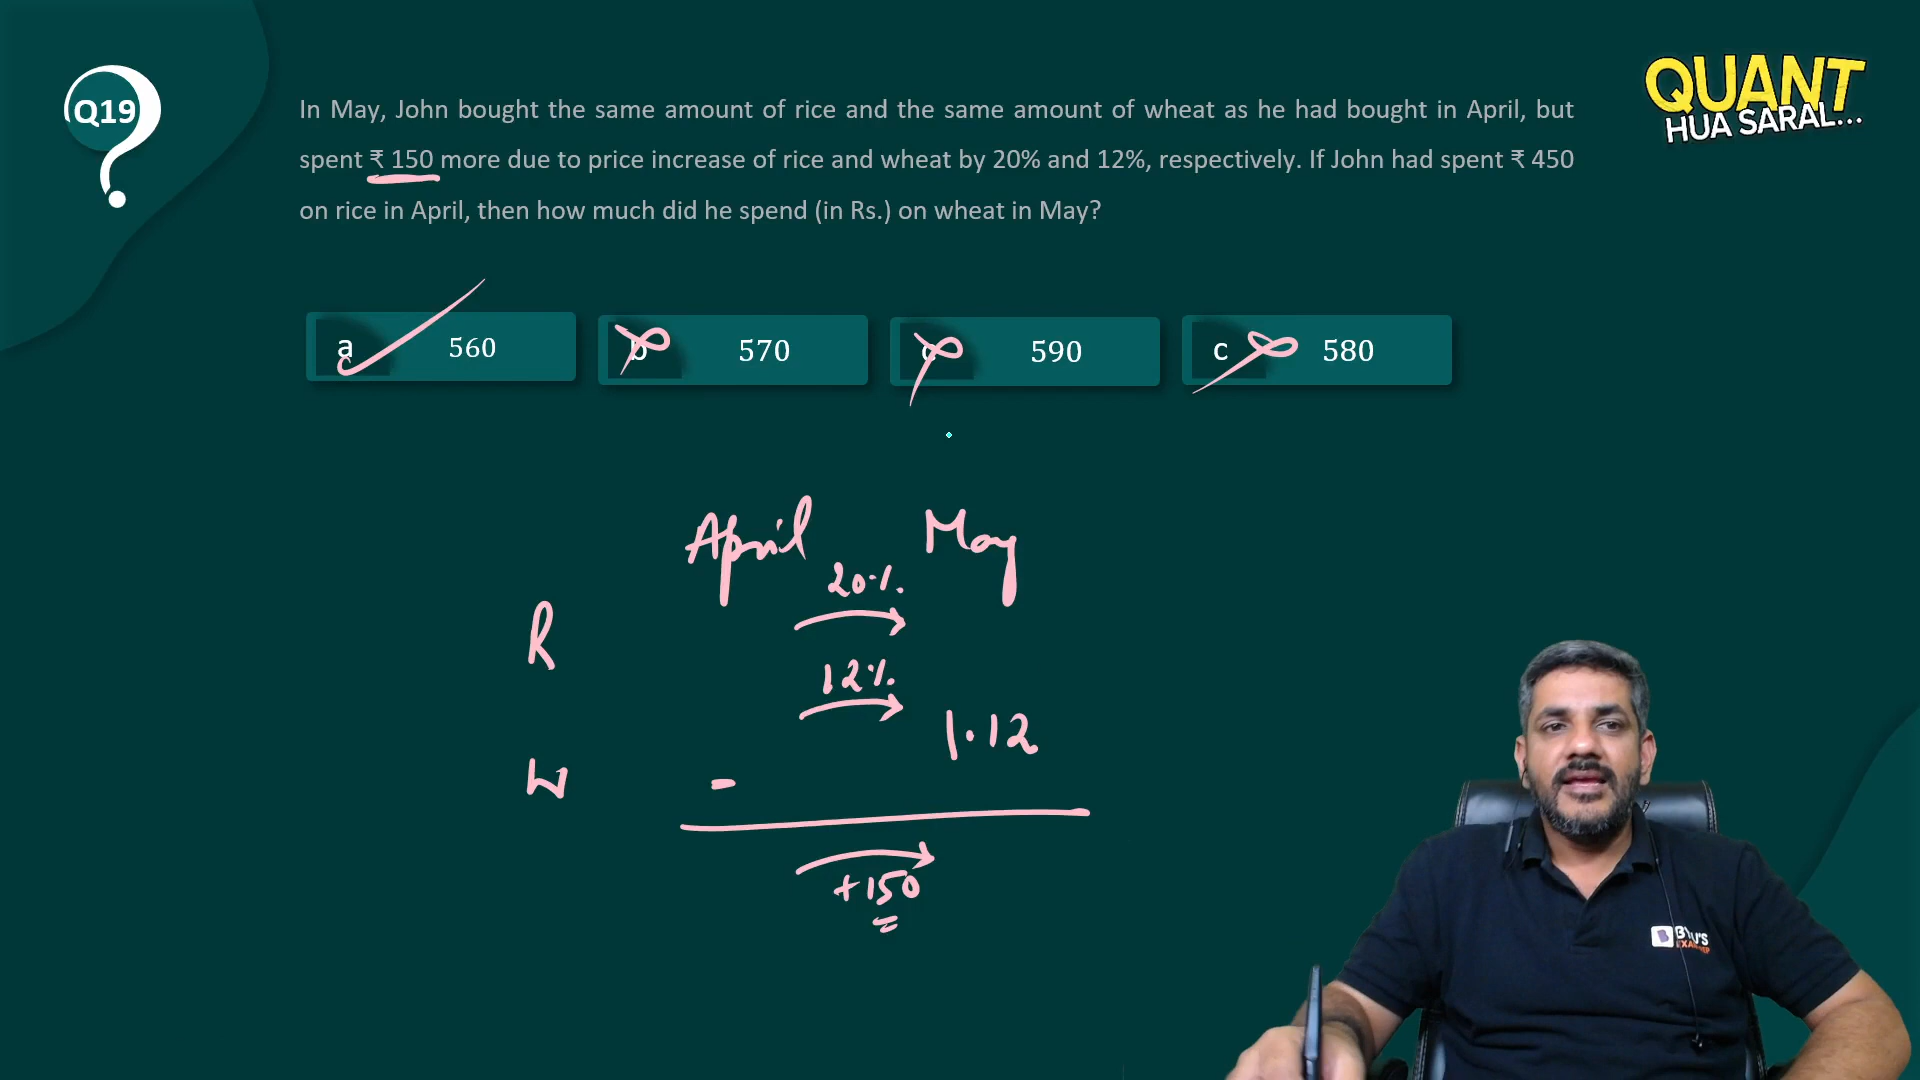 Q19
In May, John bought the same amount of rice and the same amount of wheat as he had bought in April, but
spent ₹ 150 more due to price increase of rice and wheat by 20% and 12%, respectively. If John had spent ₹ 450
on rice in April, then how much did he spend (in Rs.) on wheat in May?
QUANT
HUA SARAL...
a 560
b 570
c 590
c 580
April May
20%.
R
12%.
1.12
W -
+150
BYJU'S
EXAM PREP